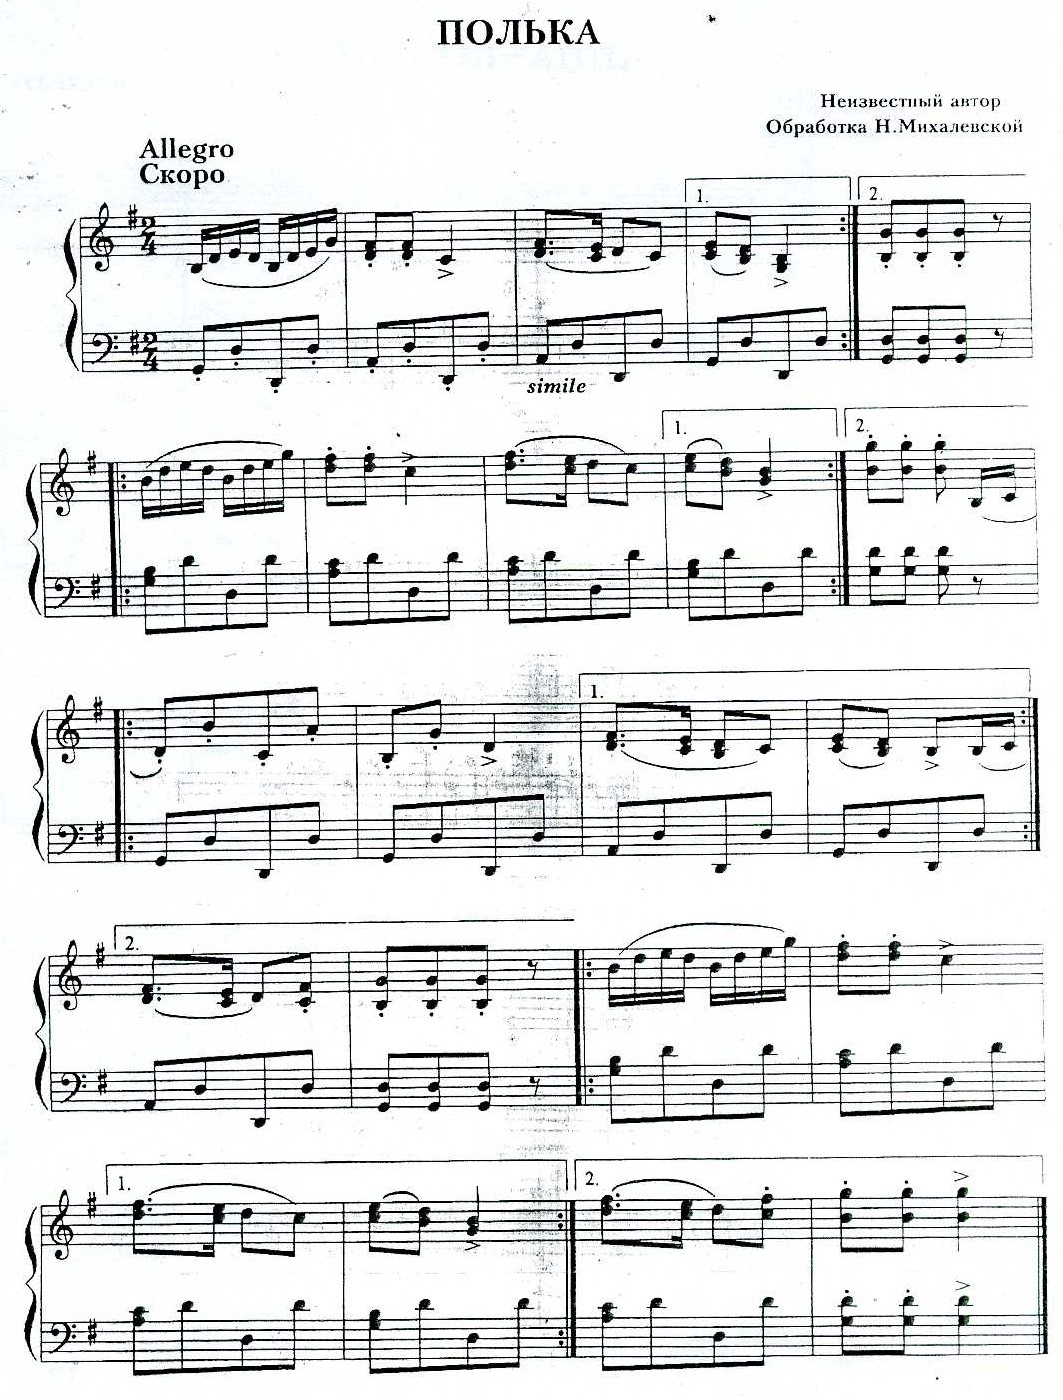 ПОЛЬКА
Неизвестный автор
Обработка Н.Михалевской
Allegro
Скоро
1.
2.
simile
1.
2.
1.
2.
1.
2.